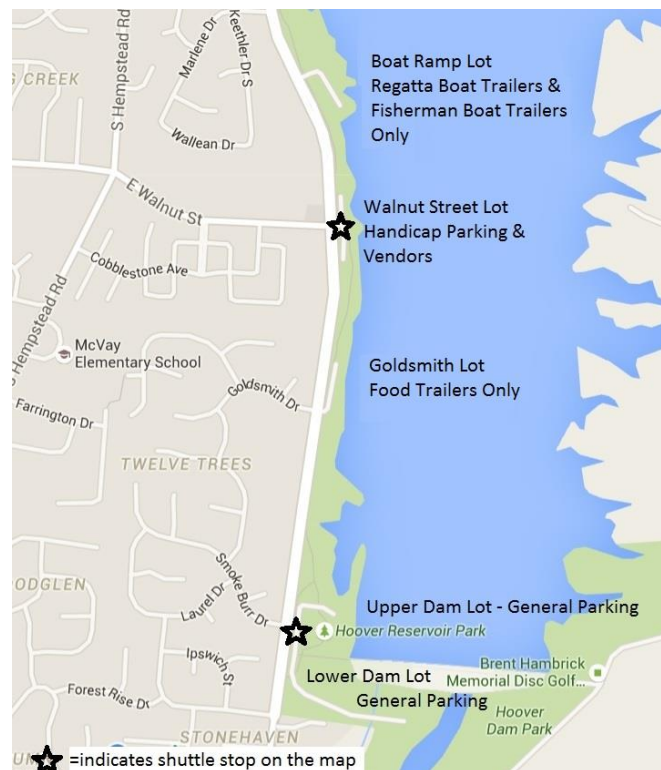 Boat Ramp Lot
Regatta Boat Trailers &
Fisherman Boat Trailers
Only
Keethler Dr S
Marlene Dr
S Hempstead Rd
CREEK
Wallean Dr
E Walnut St
Walnut Street Lot
Handicap Parking &
Vendors
Cobblestone Ave
S Hempstead Rd
McVay
Elementary School
Goldsmith Lot
Food Trailers Only
Goldsmith Dr
Farrington Dr
TWELVE TREES
Smoke Burr Dr
Laurel Dr
Upper Dam Lot - General Parking
Hoover Reservoir Park
Ipswich St
Lower Dam Lot
General Parking
Brent Hambrick
Memorial Disc Golf...
Forest Rise Dr
Hoover
Dam Park
STONEHAVEN
=indicates shuttle stop on the map